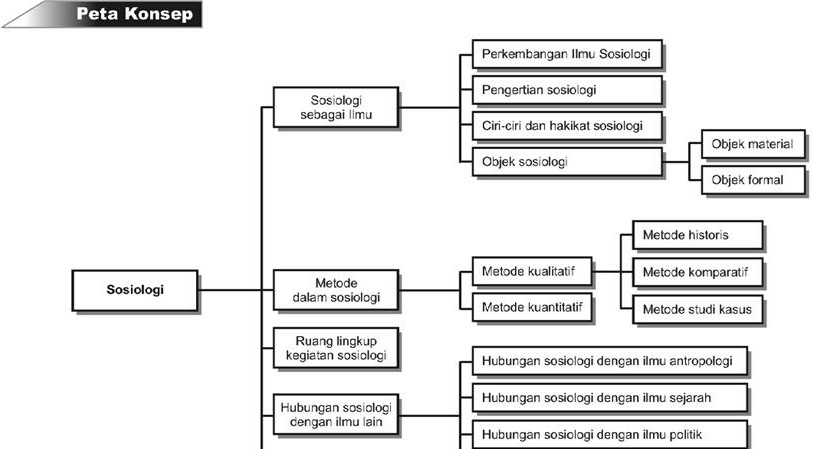 Peta Konsep
Perkembangan Ilmu Sosiologi
Sosiologi
sebagai Ilmu
Pengertian sosiologi
Ciri-ciri dan hakikat sosiologi
Objek sosiologi
Objek material
Objek formal
Sosiologi
Metode
dalam sosiologi
Metode kualitatif
Metode kuantitatif
Metode historis
Metode komparatif
Metode studi kasus
Ruang lingkup
kegiatan sosiologi
Hubungan sosiologi
dengan ilmu lain
Hubungan sosiologi dengan ilmu antropologi
Hubungan sosiologi dengan ilmu sejarah
Hubungan sosiologi dengan ilmu politik